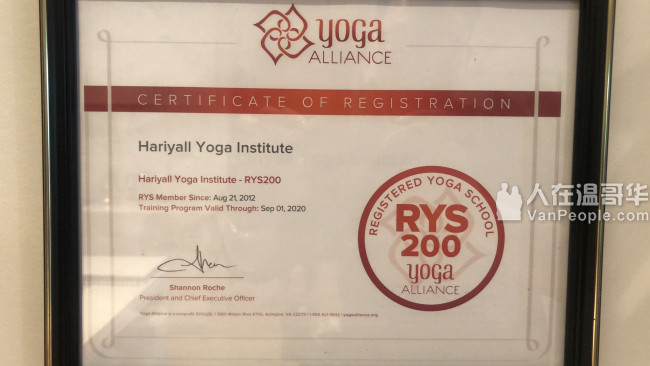 yoga
ALLIANCE
CERTIFICATE OF REGISTRATION
Hariyall Yoga Institute
Hariyall Yoga Institute - RYS200
RYS Member Since: Aug 21, 2012
Training Program Valid Through: Sep 01, 2020
REGISTERED YOGA SCHOOL
RYS
200
yoga
ALLIANCE
人在温哥华
VanPeople.com
Shannon Roche
President and Chief Executive Officer